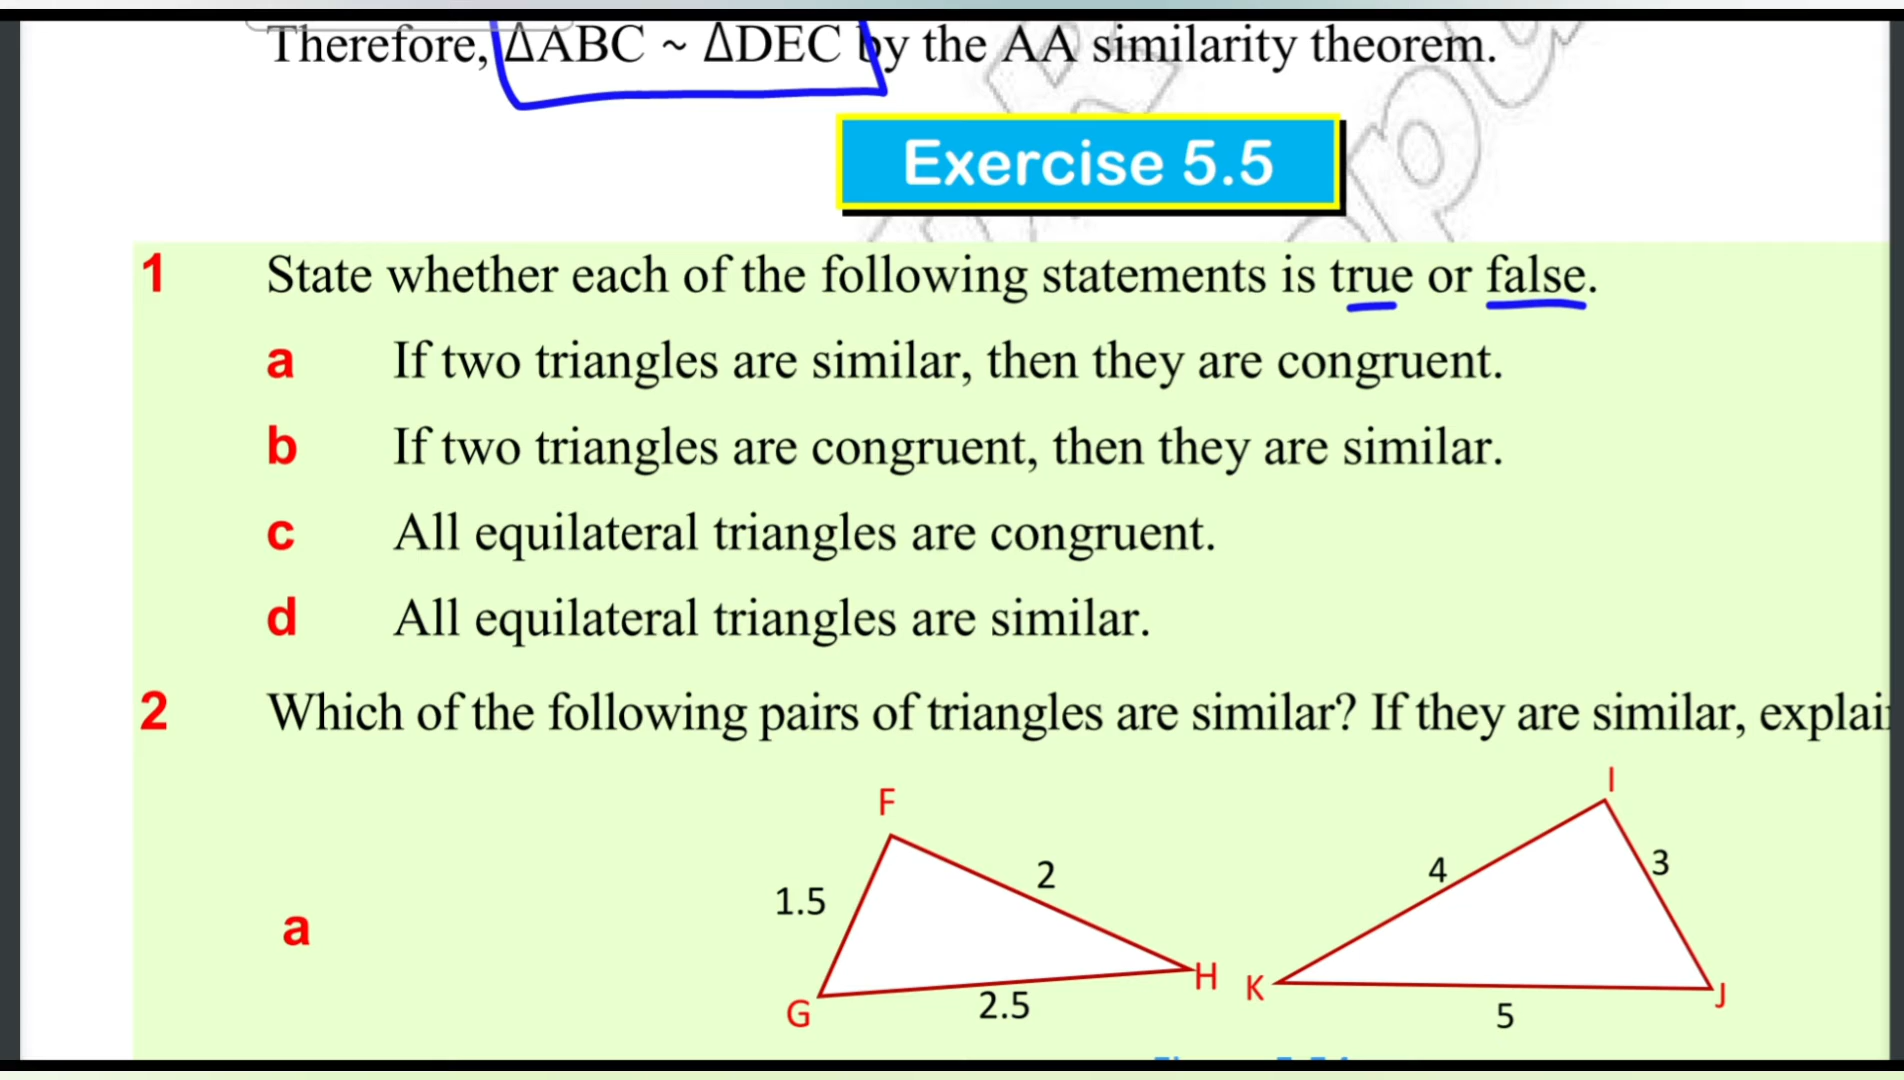 Therefore, ΔABC ~ ΔDEC by the AA similarity theorem.
Exercise 5.5
1 State whether each of the following statements is true or false.
a If two triangles are similar, then they are congruent.
b If two triangles are congruent, then they are similar.
c All equilateral triangles are congruent.
d All equilateral triangles are similar.
2 Which of the following pairs of triangles are similar? If they are similar, explai
a
F
1.5
2
G
2.5
H
I
4
3
K
5
J